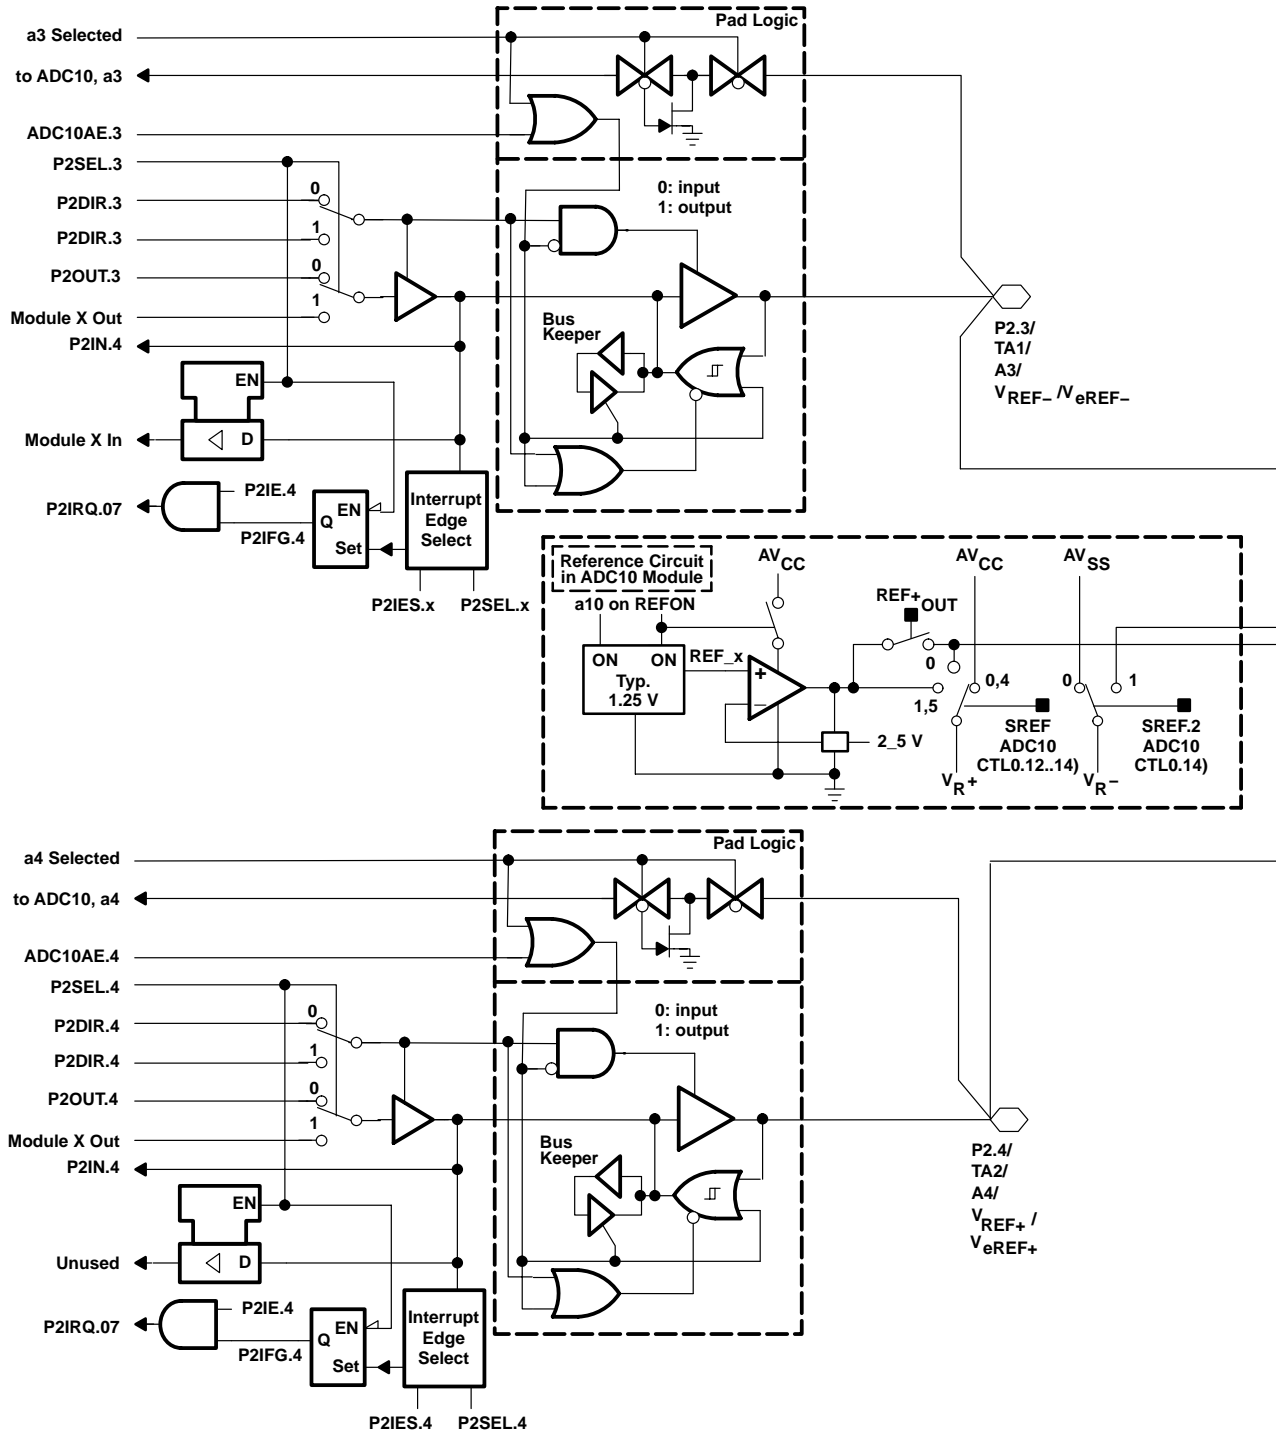 Pad Logic
a3 Selected
to ADC10, a3
ADC10AE.3
P2SEL.3
0
P2DIR.3
1
P2DIR.3
0: input
1: output
0
P2OUT.3
1
Module X Out
P2IN.4
Bus
Keeper
EN
Module X In
D
P2IE.4
P2IRQ.07
P2IFG.4
Q
EN
Set
Interrupt
Edge
Select
P2IES.x
P2SEL.x
P2.3/
TA1/
A3/
VREF− /VeREF−
Reference Circuit
in ADC10 Module
a10 on REFON
ON
ON
Typ.
1.25 V
REF_x
+
−
AVCC
REF+
OUT
AVCC
AVSS
0
1,5
0,4
0
1
2_5 V
SREF
ADC10
CTL0.12..14)
SREF.2
ADC10
CTL0.14)
VR+
VR−
Pad Logic
a4 Selected
to ADC10, a4
ADC10AE.4
P2SEL.4
0
P2DIR.4
1
P2DIR.4
0: input
1: output
0
P2OUT.4
1
Module X Out
P2IN.4
Bus
Keeper
EN
Unused
D
P2IE.4
P2IRQ.07
P2IFG.4
Q
EN
Set
Interrupt
Edge
Select
P2IES.4
P2SEL.4
P2.4/
TA2/
A4/
VREF+ /
VeREF+